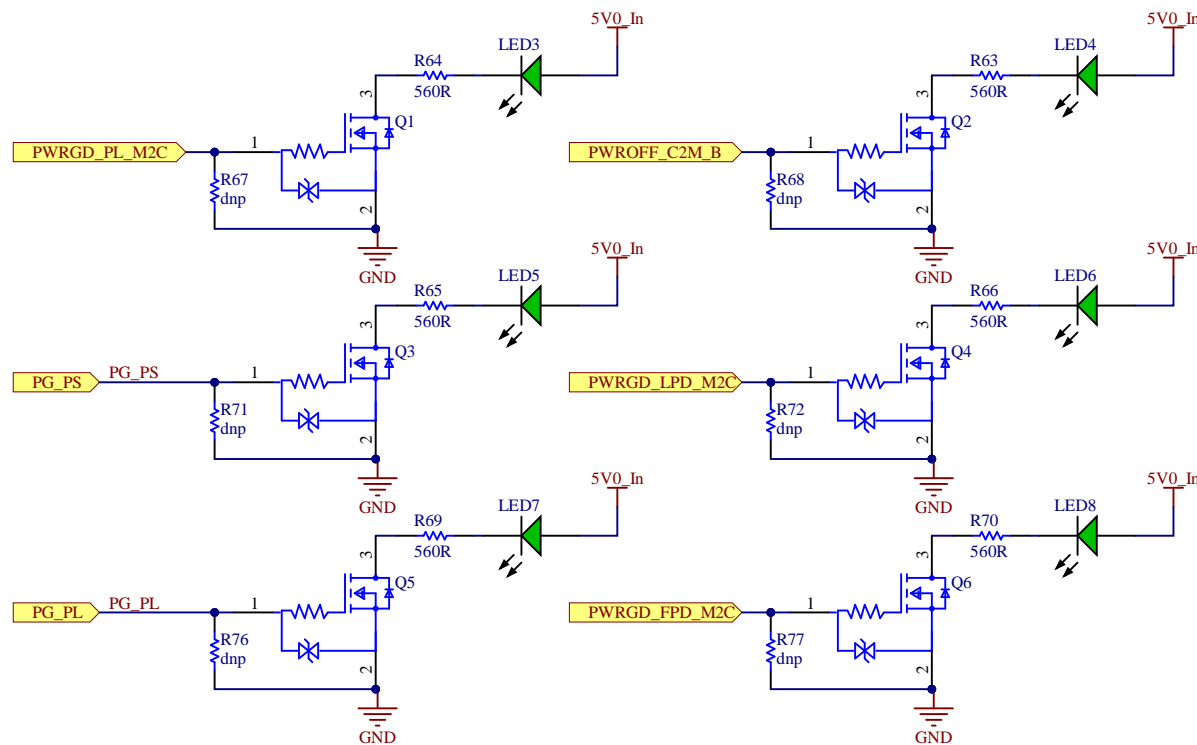 5V0_In
LED3
R64
560R
3
Q1
1
PWRGD_PL_M2C
R67
dnp
2
GND
5V0_In
LED4
R63
560R
3
Q2
1
PWROFF_C2M_B
R68
dnp
2
GND
5V0_In
LED5
R65
560R
3
Q3
1
PG_PS
PG_PS
R71
dnp
2
GND
5V0_In
LED6
R66
560R
3
Q4
1
PWRGD_LPD_M2C
R72
dnp
2
GND
5V0_In
LED7
R69
560R
3
Q5
1
PG_PL
PG_PL
R76
dnp
2
GND
5V0_In
LED8
R70
560R
3
Q6
1
PWRGD_FPD_M2C
R77
dnp
2
GND